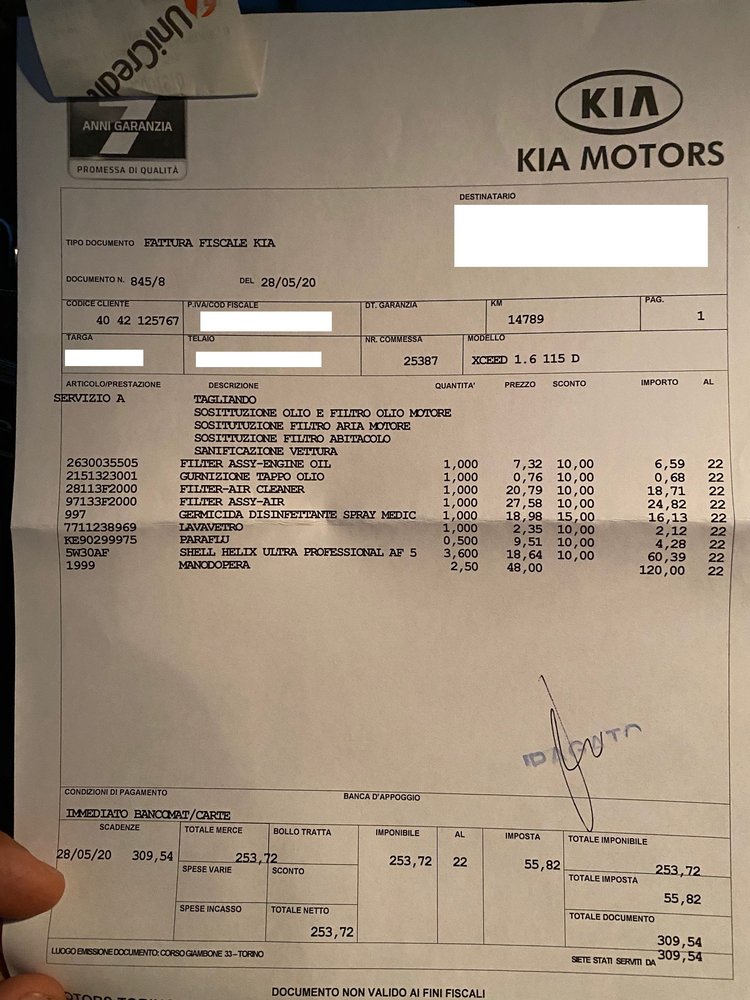 UniCredit
7
ANNI GARANZIA
PROMESSA DI QUALITÀ
KIA
KIA MOTORS
DESTINATARIO
TIPO DOCUMENTO FATTURA FISCALE KIA
DOCUMENTO N. 845/8 DEL 28/05/20
CODICE CLIENTE P.IVA/COD FISCALE DT. GARANZIA KM PAG.
40 42 125767 14789 1
TARGA TELAIO NR. COMMESSA MODELLO
25387 XCEED 1.6 115 D
ARTICOLO/PRESTAZIONE DESCRIZIONE QUANTITA' PREZZO SCONTO IMPORTO AL
SERVIZIO A TAGLIANDO
SOSITTUZIONE OLIO E FILTRO OLIO MOTORE
SOSITUTUZIONE FILTRO ARIA MOTORE
SOSITTUZIONE FILTRO ABITACOLO
SANIFICAZIONE VETTURA
2630035505 FILTER ASSY-ENGINE OIL 1,000 7,32 10,00 6,59 22
2151323001 GURNIZIONE TAPPO OLIO 1,000 0,76 10,00 0,68 22
28113F2000 FILTER-AIR CLEANER 1,000 20,79 10,00 18,71 22
97133F2000 FILTER ASSY-AIR 1,000 27,58 10,00 24,82 22
997 GERMICIDA DISINFETTANTE SPRAY MEDIC 1,000 18,98 15,00 16,13 22
7711238969 LAVAVETRO 1,000 2,35 10,00 2,12 22
KE90299975 PARAFLU 0,500 9,51 10,00 4,28 22
5W30AF SHELL HELIX ULTRA PROFESSIONAL AF 5 3,600 18,64 10,00 60,39 22
1999 MANODOPERA 2,50 48,00 120,00 22
PAGATO
CONDIZIONI DI PAGAMENTO BANCA D'APPOGGIO
IMMEDIATO BANCOMAT/CARTE
SCADENZE TOTALE MERCE BOLLO TRATTA IMPONIBILE AL IMPOSTA TOTALE IMPONIBILE
28/05/20 309,54 253,72 253,72 22 55,82 253,72
SPESE VARIE SCONTO TOTALE IMPOSTA
55,82
SPESE INCASSO TOTALE NETTO TOTALE DOCUMENTO
253,72 309,54
LUOGO EMISSIONE DOCUMENTO: CORSO GIAMBONE 33 – TORINO SIETE STATI SERVITI DA 309,54
DOCUMENTO NON VALIDO AI FINI FISCALI